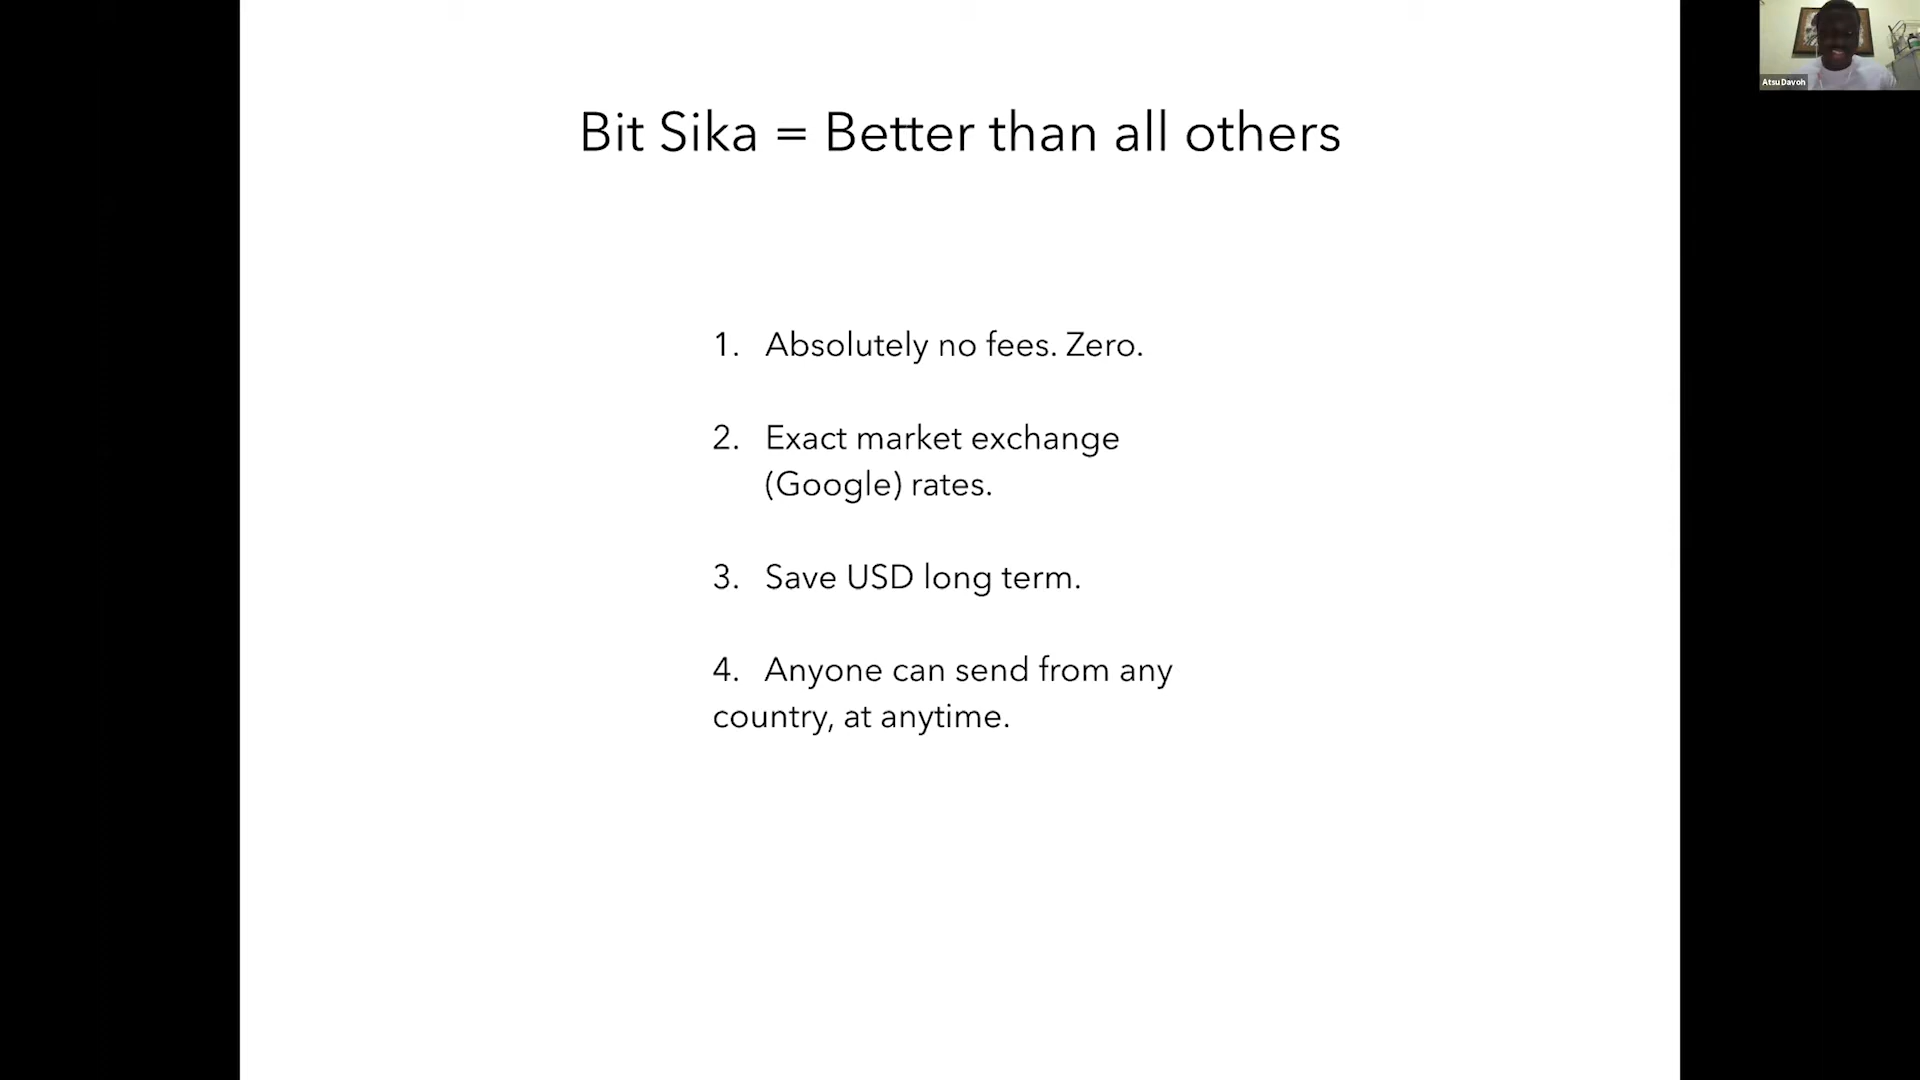 Bit Sika = Better than all others
1. Absolutely no fees. Zero.
2. Exact market exchange
(Google) rates.
3. Save USD long term.
4. Anyone can send from any
country, at anytime.
Atsu Davoh